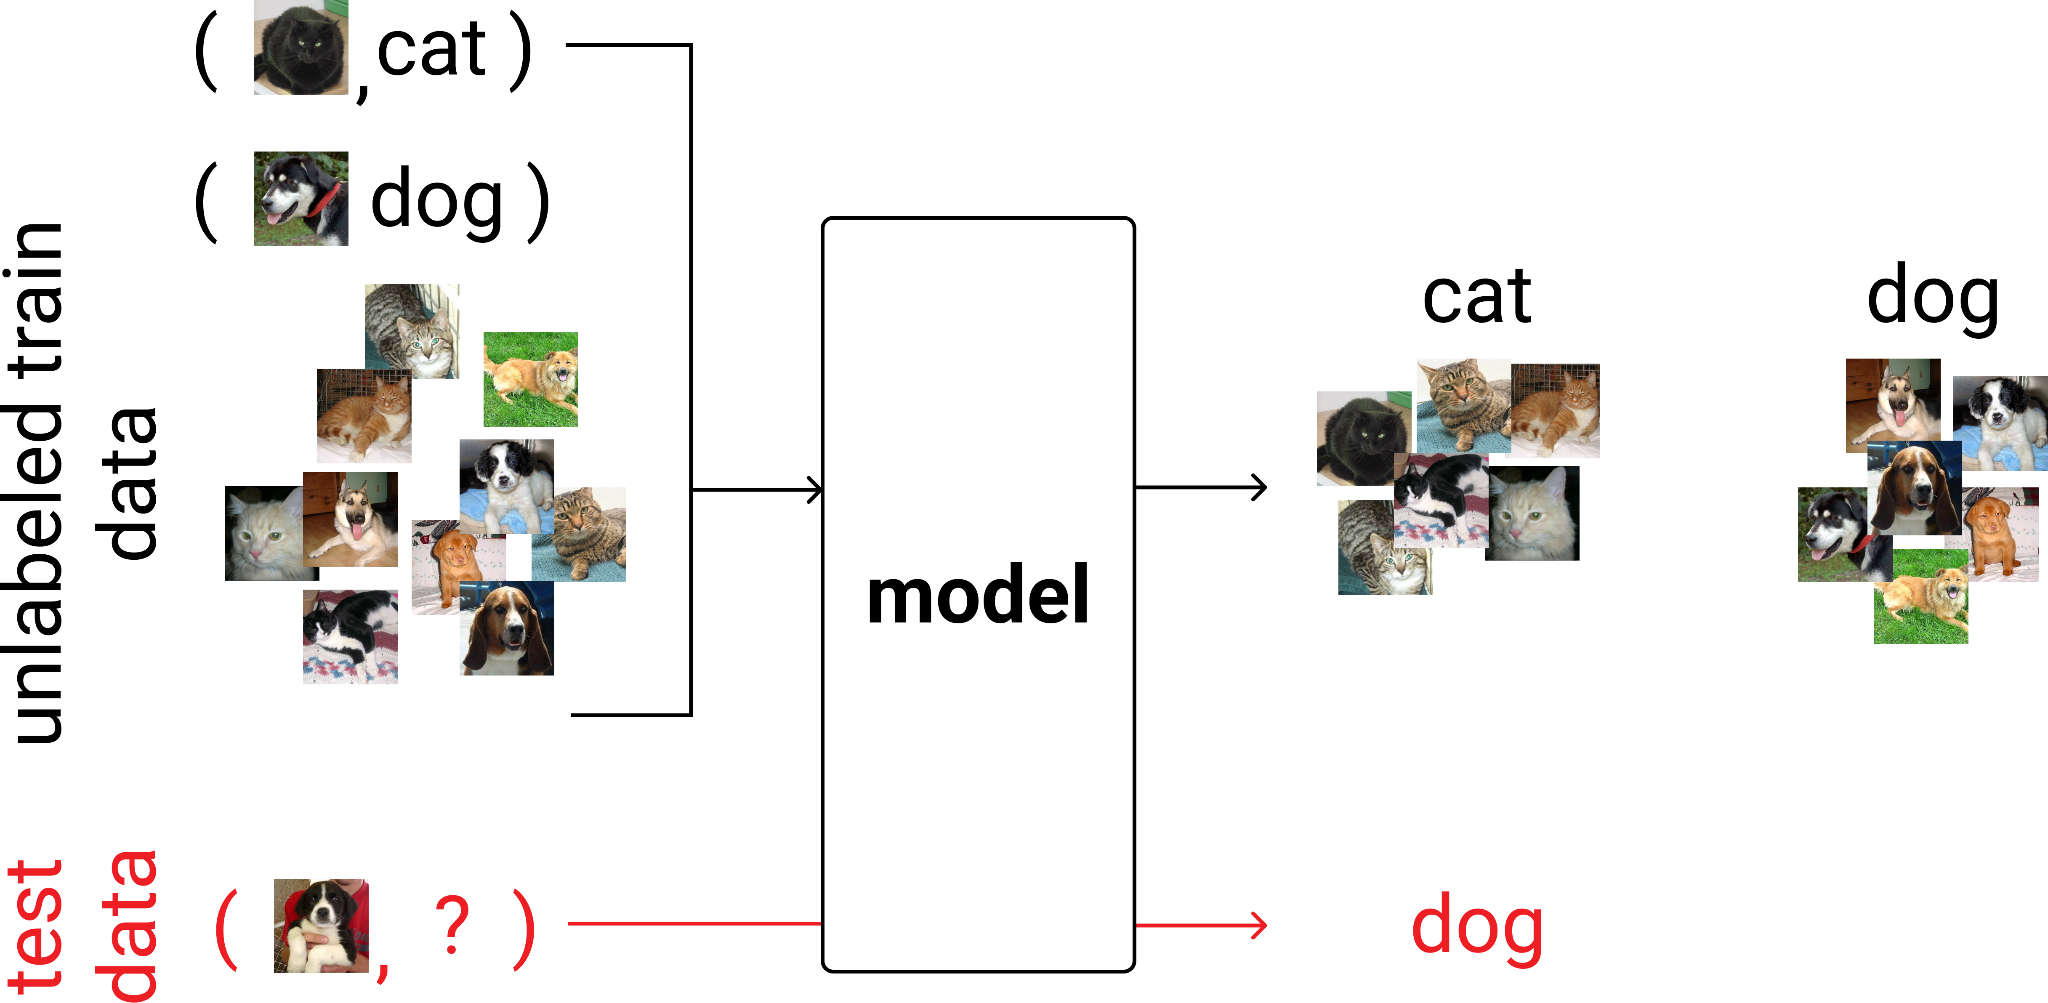 ( , cat )
( dog )
unlabeled train
data
model
cat
dog
test
data
( , ? )
dog